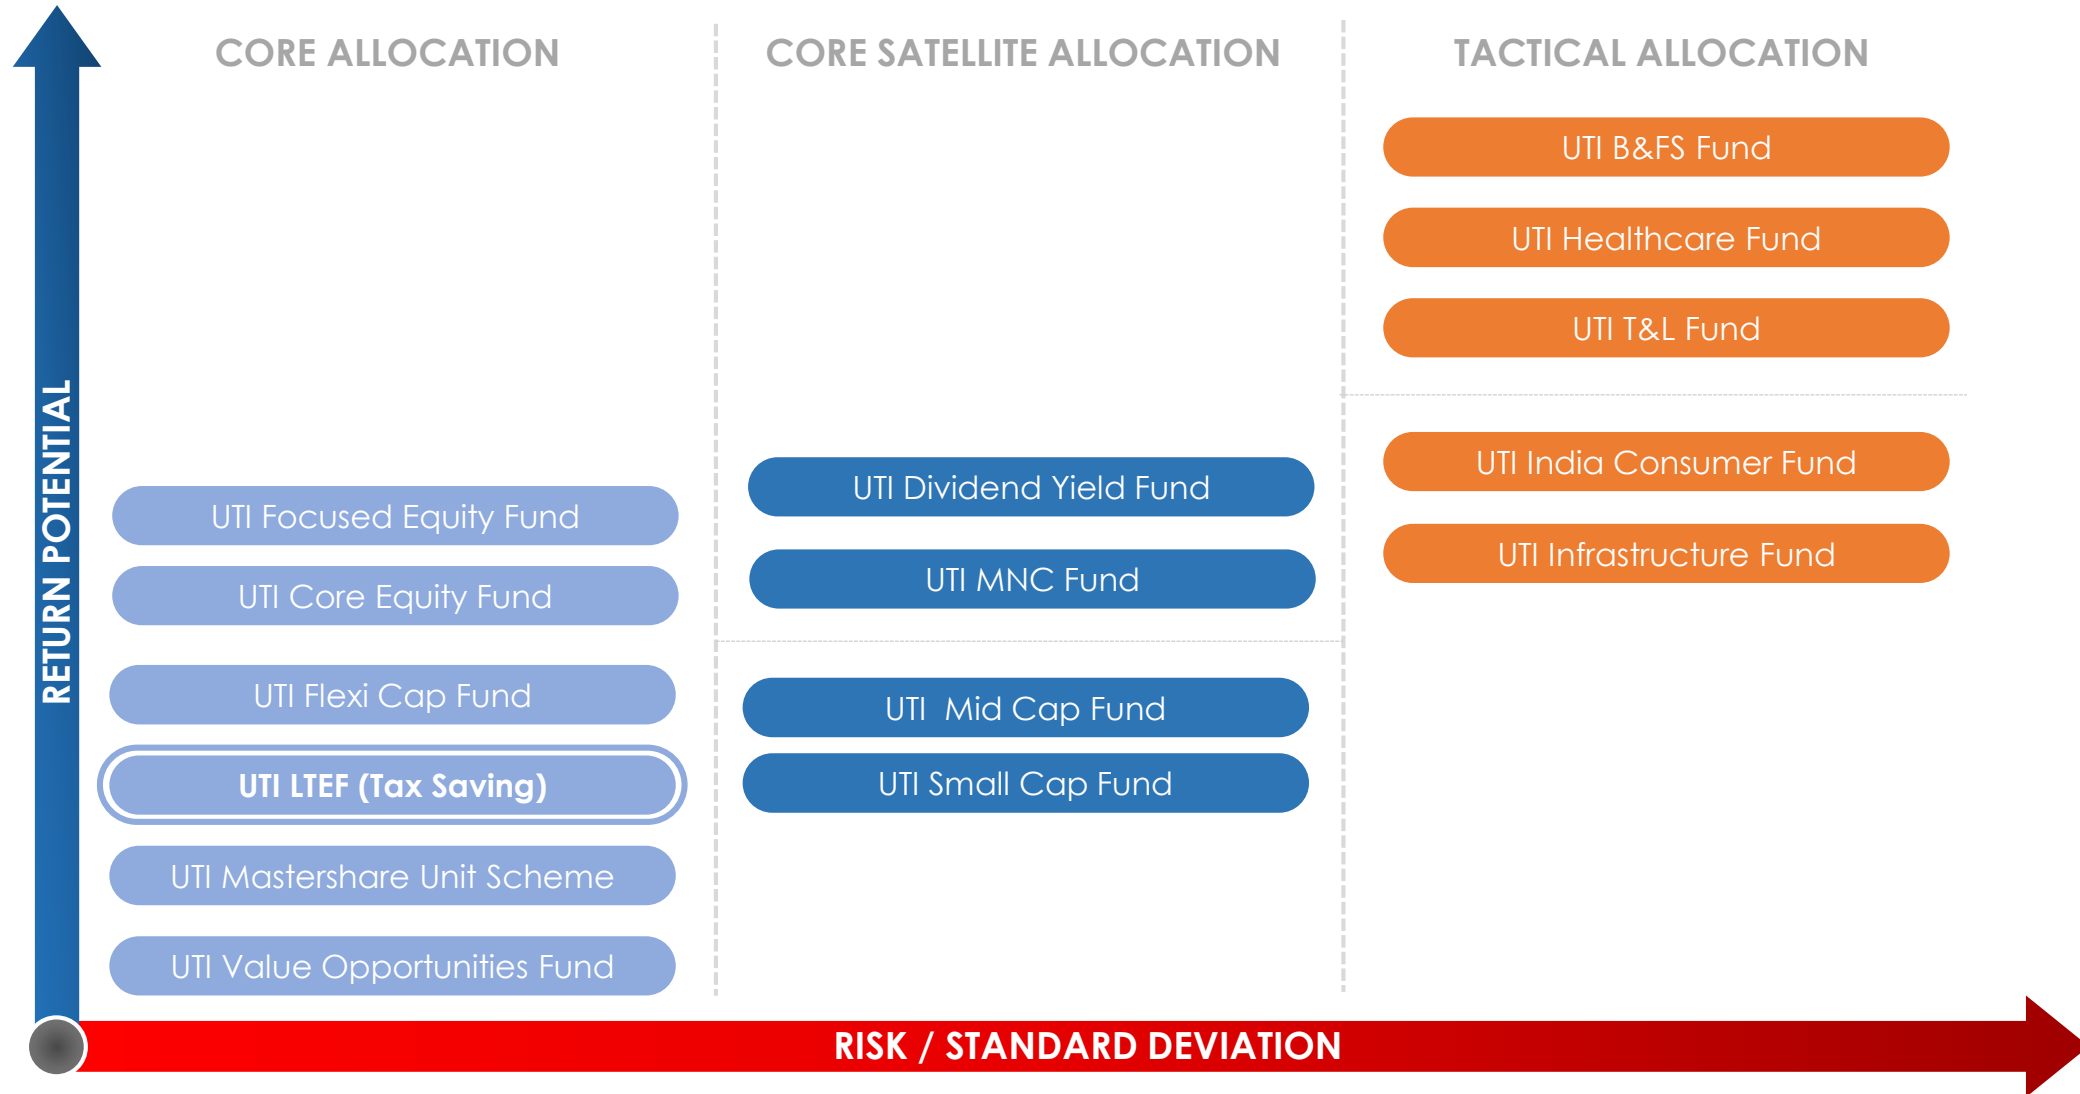 CORE ALLOCATION
CORE SATELLITE ALLOCATION
TACTICAL ALLOCATION
RETURN POTENTIAL
UTI Focused Equity Fund
UTI Core Equity Fund
UTI Flexi Cap Fund
UTI LTEF (Tax Saving)
UTI Mastershare Unit Scheme
UTI Value Opportunities Fund
UTI Dividend Yield Fund
UTI MNC Fund
UTI Mid Cap Fund
UTI Small Cap Fund
UTI B&FS Fund
UTI Healthcare Fund
UTI T&L Fund
UTI India Consumer Fund
UTI Infrastructure Fund
RISK / STANDARD DEVIATION